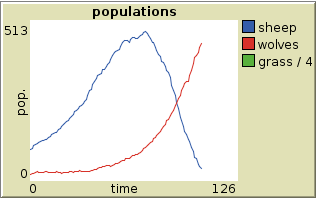 populations
513
pop.
0
0 time 126
sheep
wolves
grass / 4